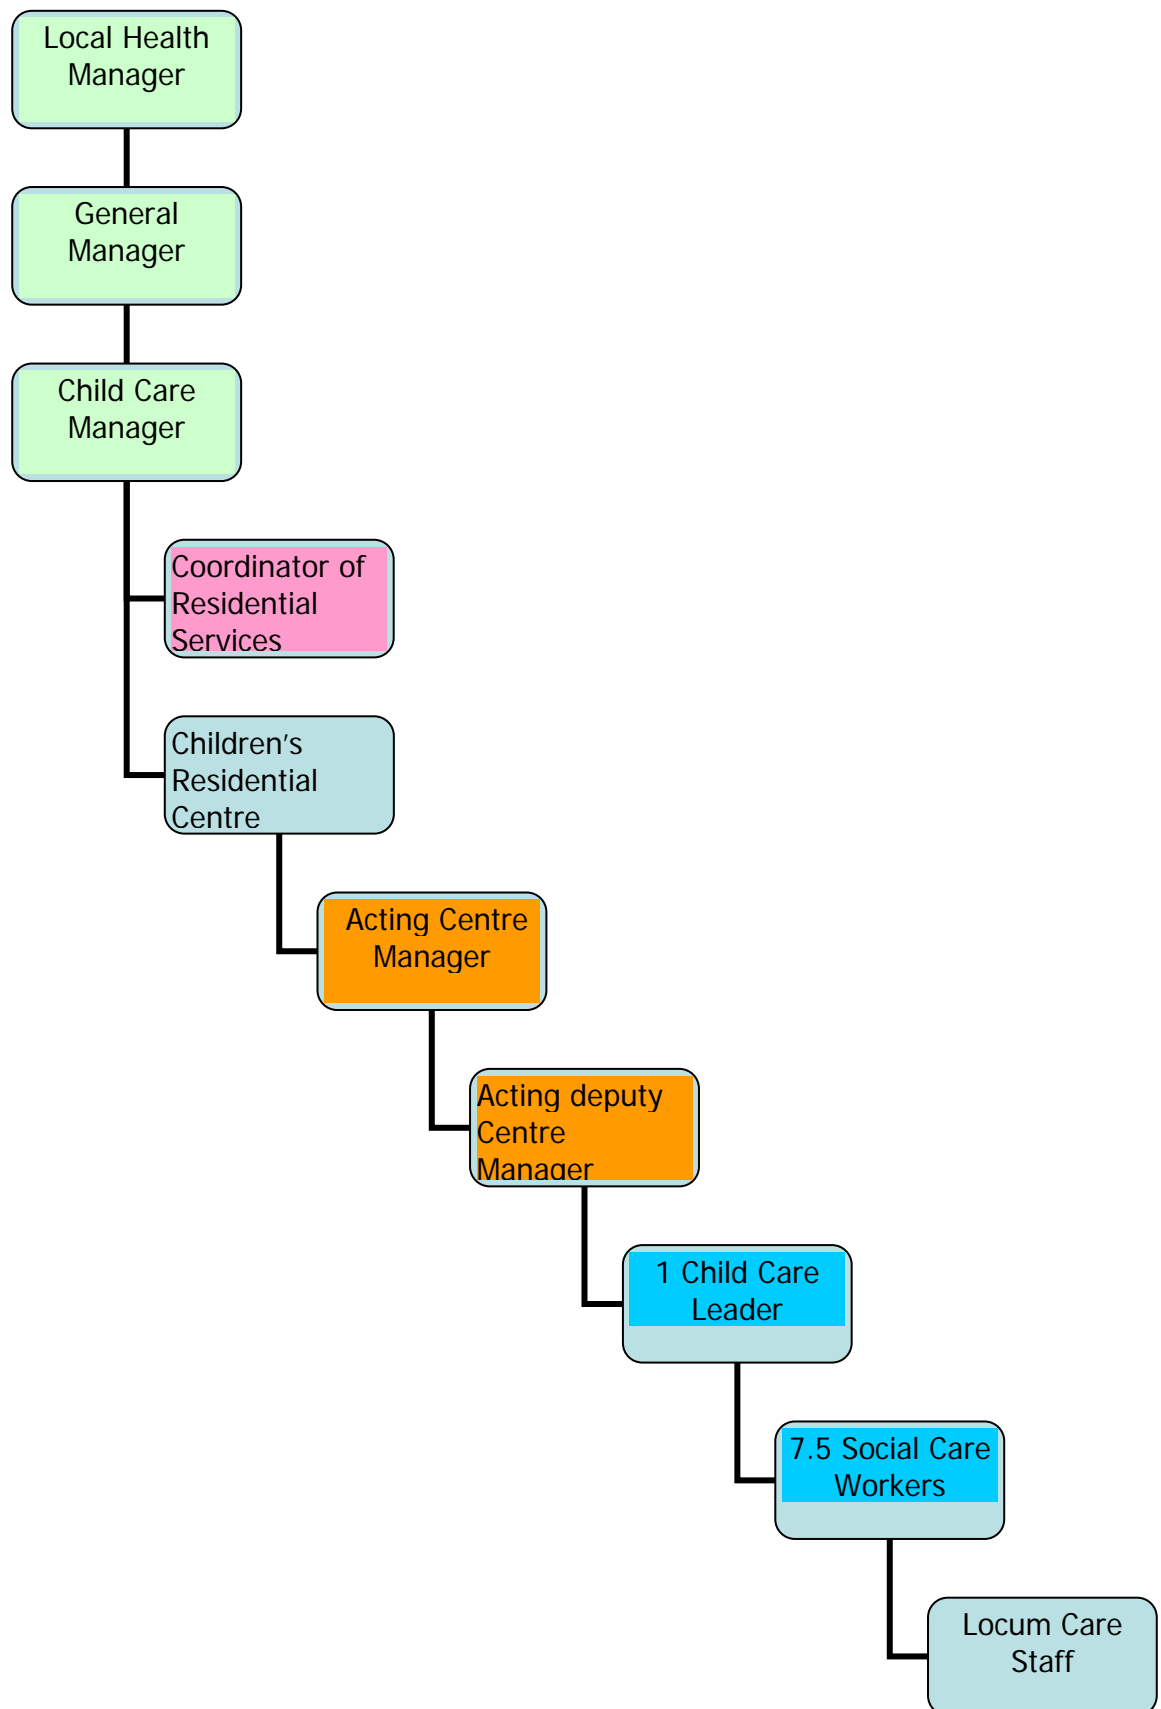 Local Health
Manager
General
Manager
Child Care
Manager
Coordinator of
Residential
Services
Children's
Residential
Centre
Acting Centre
Manager
Acting deputy
Centre
Manager
1 Child Care
Leader
7.5 Social Care
Workers
Locum Care
Staff